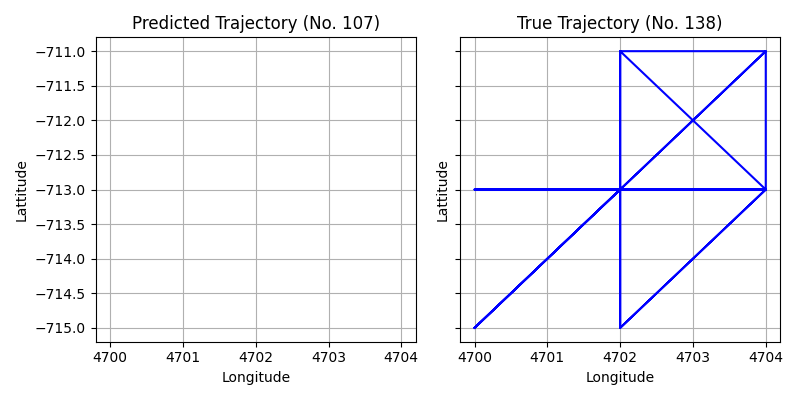 Predicted Trajectory (No. 107)
−711.0
−711.5
−712.0
−712.5
−713.0
−713.5
−714.0
−714.5
−715.0
Lattitude
4700 4701 4702 4703 4704
Longitude
True Trajectory (No. 138)
Lattitude
4700 4701 4702 4703 4704
Longitude